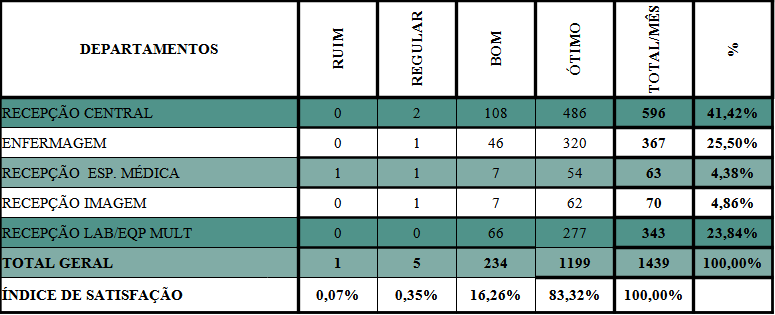 DEPARTAMENTOS RUIM REGULAR BOM ÓTIMO TOTAL/MÊS %
RECEPÇÃO CENTRAL 0 2 108 486 596 41,42%
ENFERMAGEM 0 1 46 320 367 25,50%
RECEPÇÃO ESP. MÉDICA 1 1 7 54 63 4,38%
RECEPÇÃO IMAGEM 0 1 7 62 70 4,86%
RECEPÇÃO LAB/EQP MULT 0 0 66 277 343 23,84%
TOTAL GERAL 1 5 234 1199 1439 100,00%
ÍNDICE DE SATISFAÇÃO 0,07% 0,35% 16,26% 83,32% 100,00%